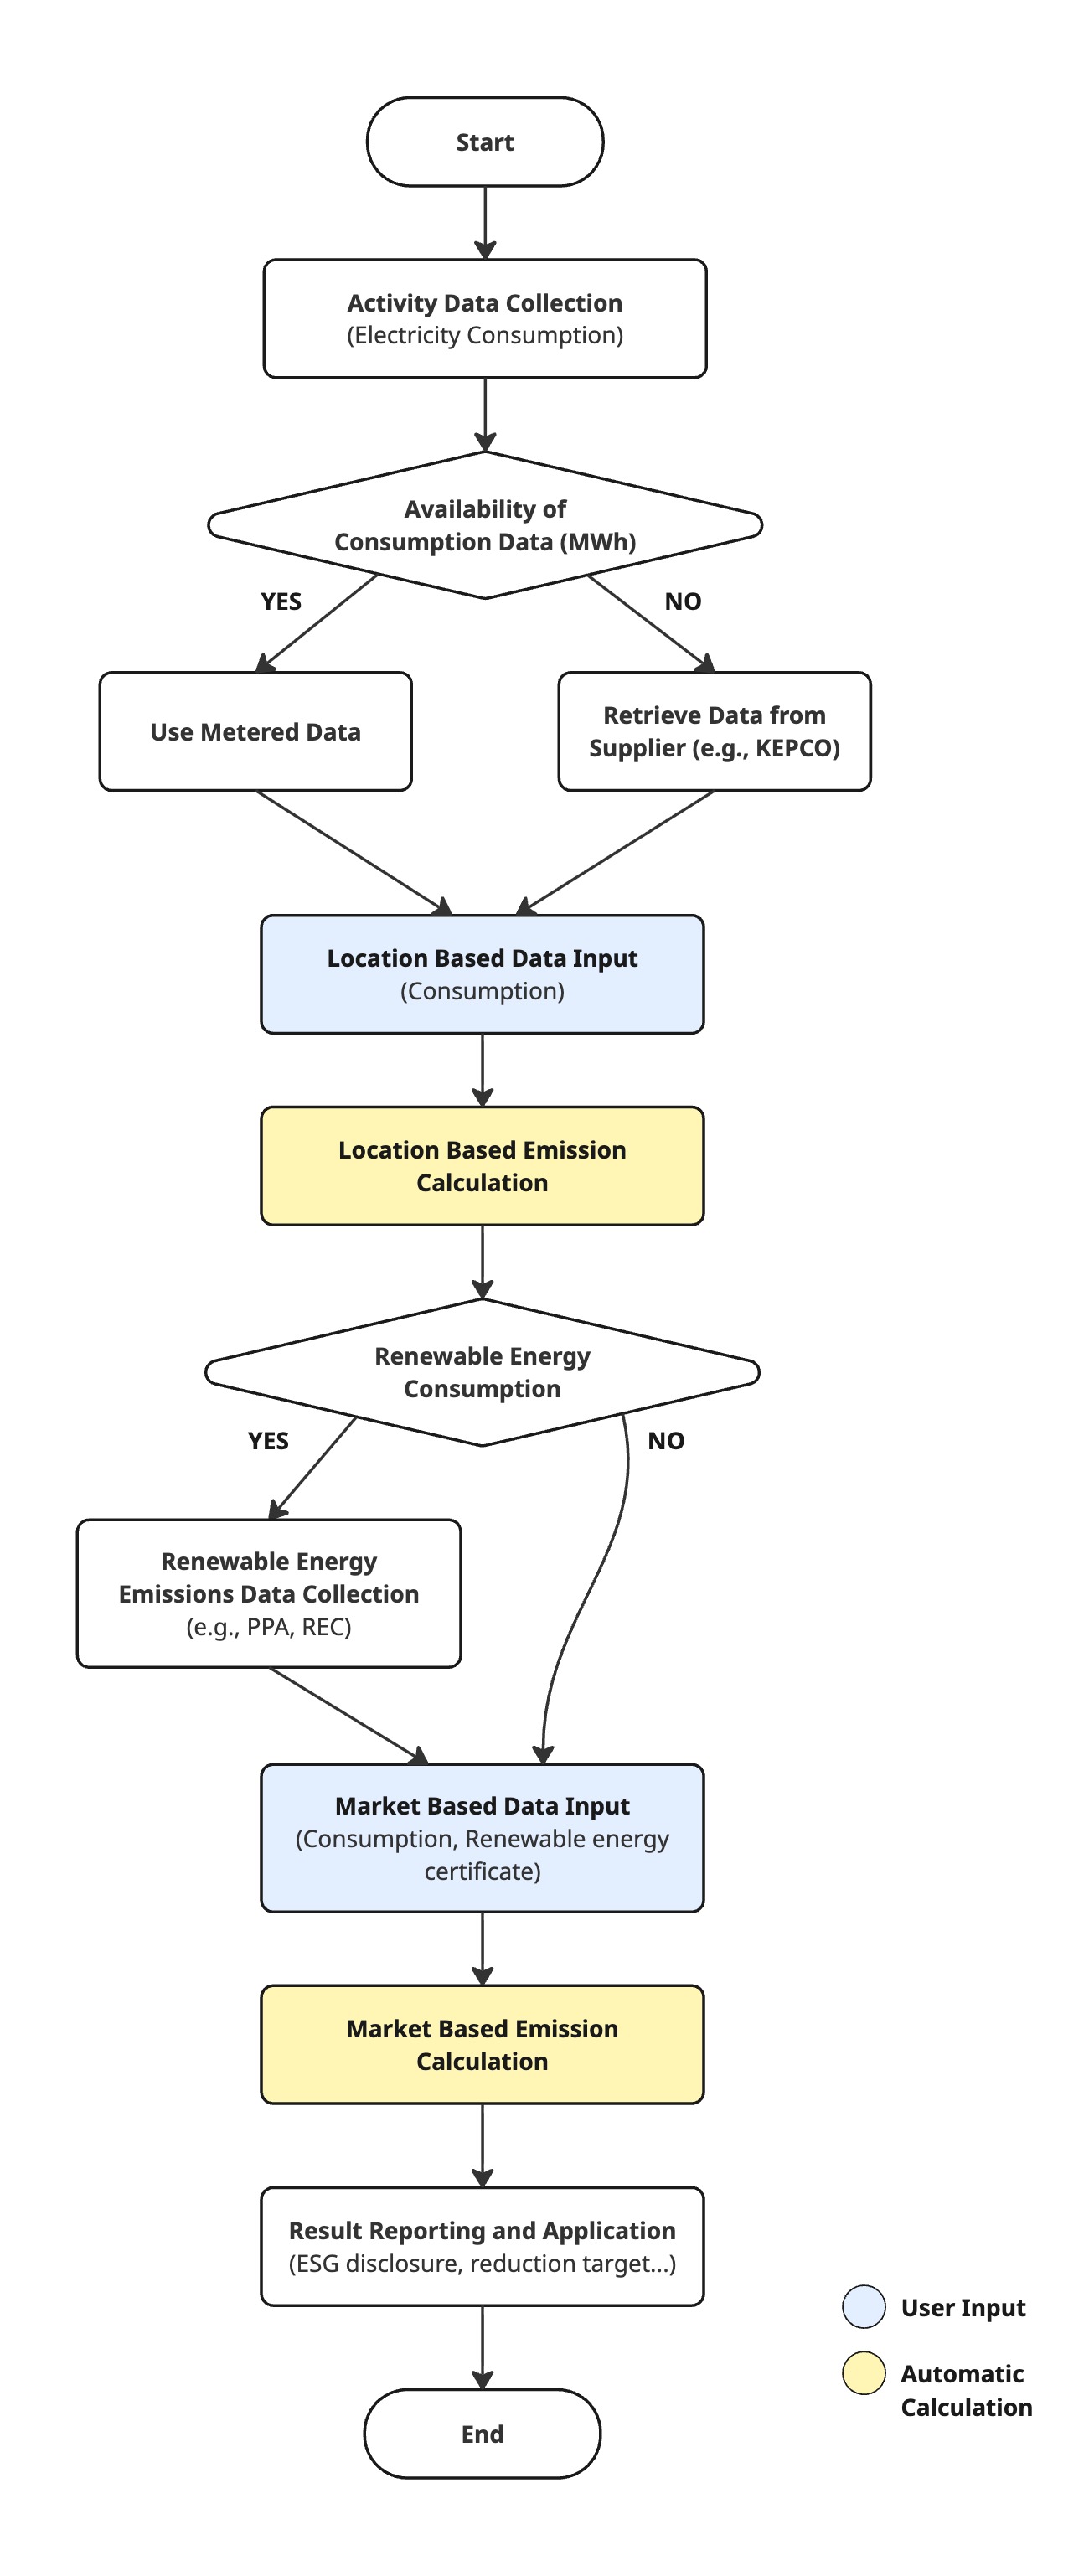 Start
Activity Data Collection
(Electricity Consumption)
Availability of
Consumption Data (MWh)
YES
NO
Use Metered Data
Retrieve Data from
Supplier (e.g., KEPCO)
Location Based Data Input
(Consumption)
Location Based Emission
Calculation
Renewable Energy
Consumption
YES
NO
Renewable Energy
Emissions Data Collection
(e.g., PPA, REC)
Market Based Data Input
(Consumption, Renewable energy
certificate)
Market Based Emission
Calculation
Result Reporting and Application
(ESG disclosure, reduction target...)
User Input
Automatic
Calculation
End